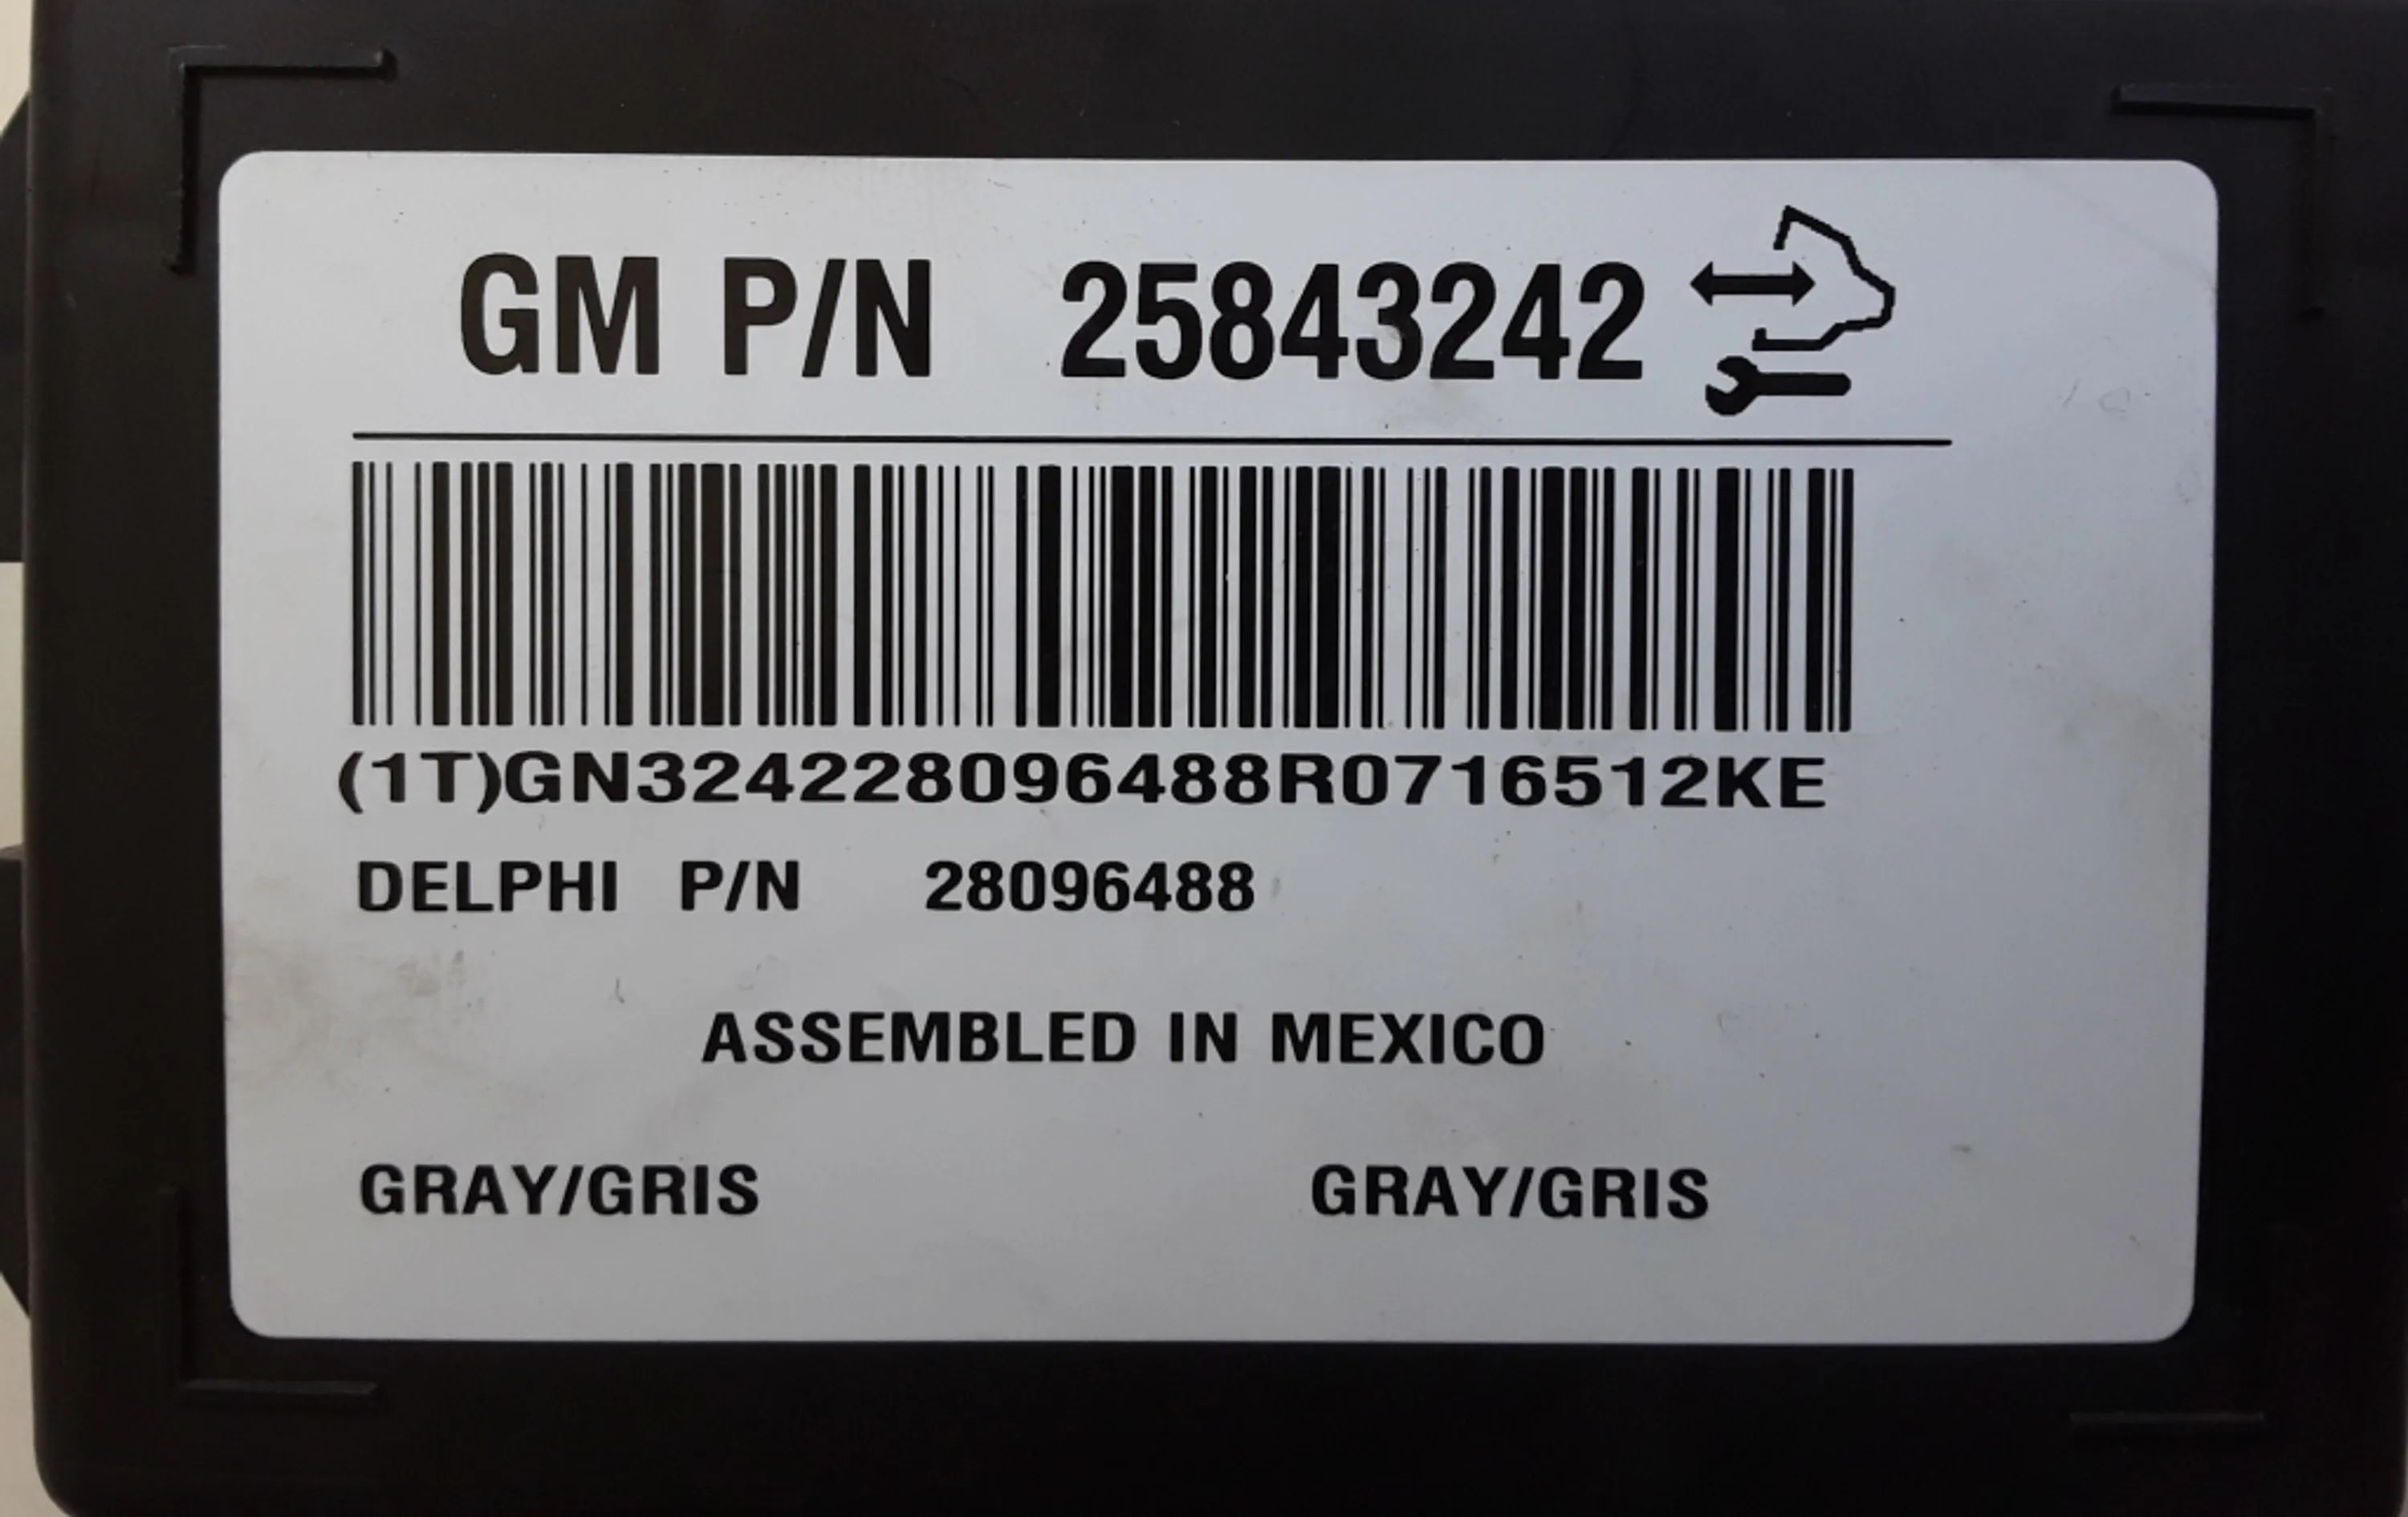 GM P/N 25843242
(1T)GN324228096488R0716512KE
DELPHI P/N 28096488
ASSEMBLED IN MEXICO
GRAY/GRIS GRAY/GRIS